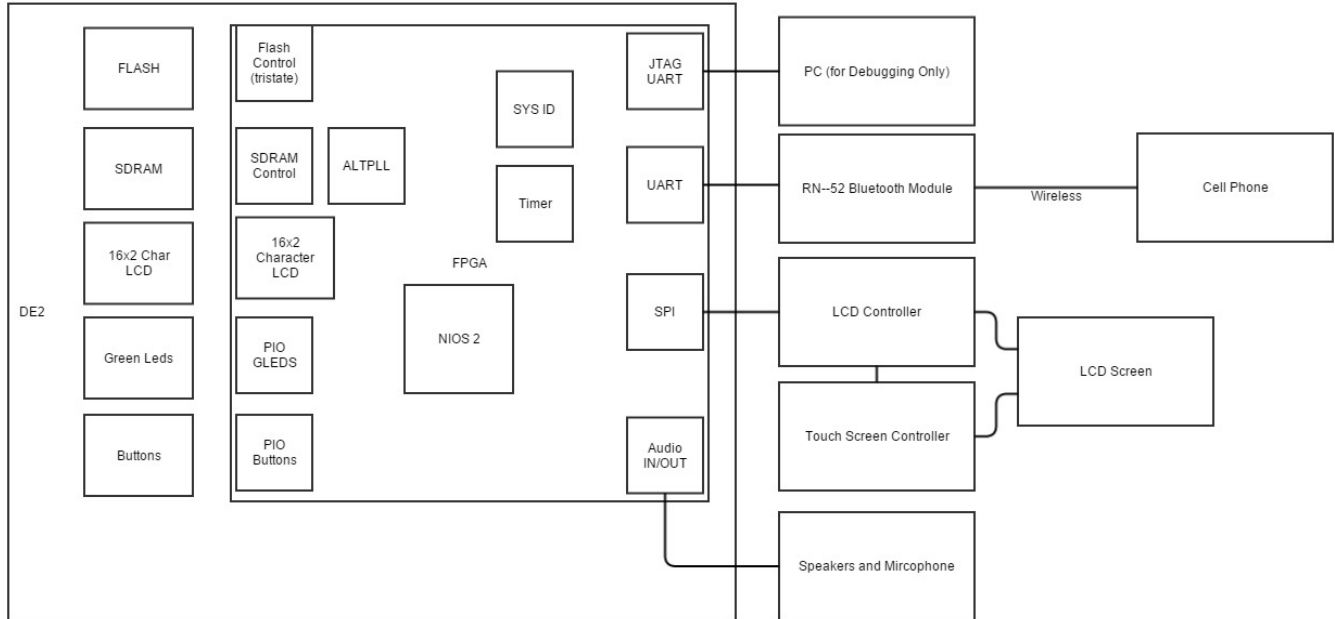 FLASH
Flash
Control
(tristate)
JTAG
UART
PC (for Debugging Only)
SYS ID
SDRAM
SDRAM
Control
ALTPLL
UART
RN--52 Bluetooth Module
Wireless
Cell Phone
Timer
16x2 Char
LCD
16x2
Character
LCD
FPGA
DE2
NIOS 2
SPI
LCD Controller
LCD Screen
Green Leds
PIO
GLEDS
Touch Screen Controller
Buttons
PIO
Buttons
Audio
IN/OUT
Speakers and Mircophone